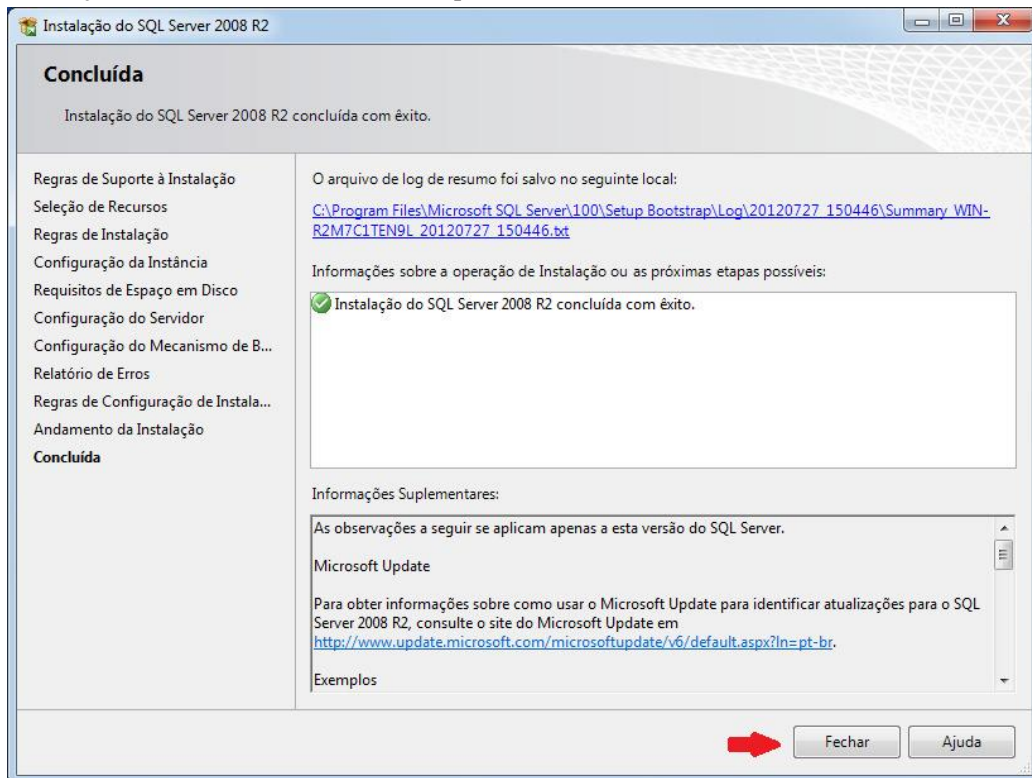 Instalação do SQL Server 2008 R2
Concluída
Instalação do SQL Server 2008 R2 concluída com êxito.
Regras de Suporte à Instalação
Seleção de Recursos
Regras de Instalação
Configuração da Instância
Requisitos de Espaço em Disco
Configuração do Servidor
Configuração do Mecanismo de B...
Relatório de Erros
Regras de Configuração de Instala...
Andamento da Instalação
Concluída
O arquivo de log de resumo foi salvo no seguinte local:
C:\Program Files\Microsoft SQL Server\100\Setup Bootstrap\Log\20120727_150446\Summary_WIN-
R2M7C1TEN9L_20120727_150446.txt
Informações sobre a operação de Instalação ou as próximas etapas possíveis:
Instalação do SQL Server 2008 R2 concluída com êxito.
Informações Suplementares:
As observações a seguir se aplicam apenas a esta versão do SQL Server.
Microsoft Update
Para obter informações sobre como usar o Microsoft Update para identificar atualizações para o SQL
Server 2008 R2, consulte o site do Microsoft Update em
http://www.update.microsoft.com/microsoftupdate/v6/default.aspx?ln=pt-br.
Exemplos
Fechar
Ajuda